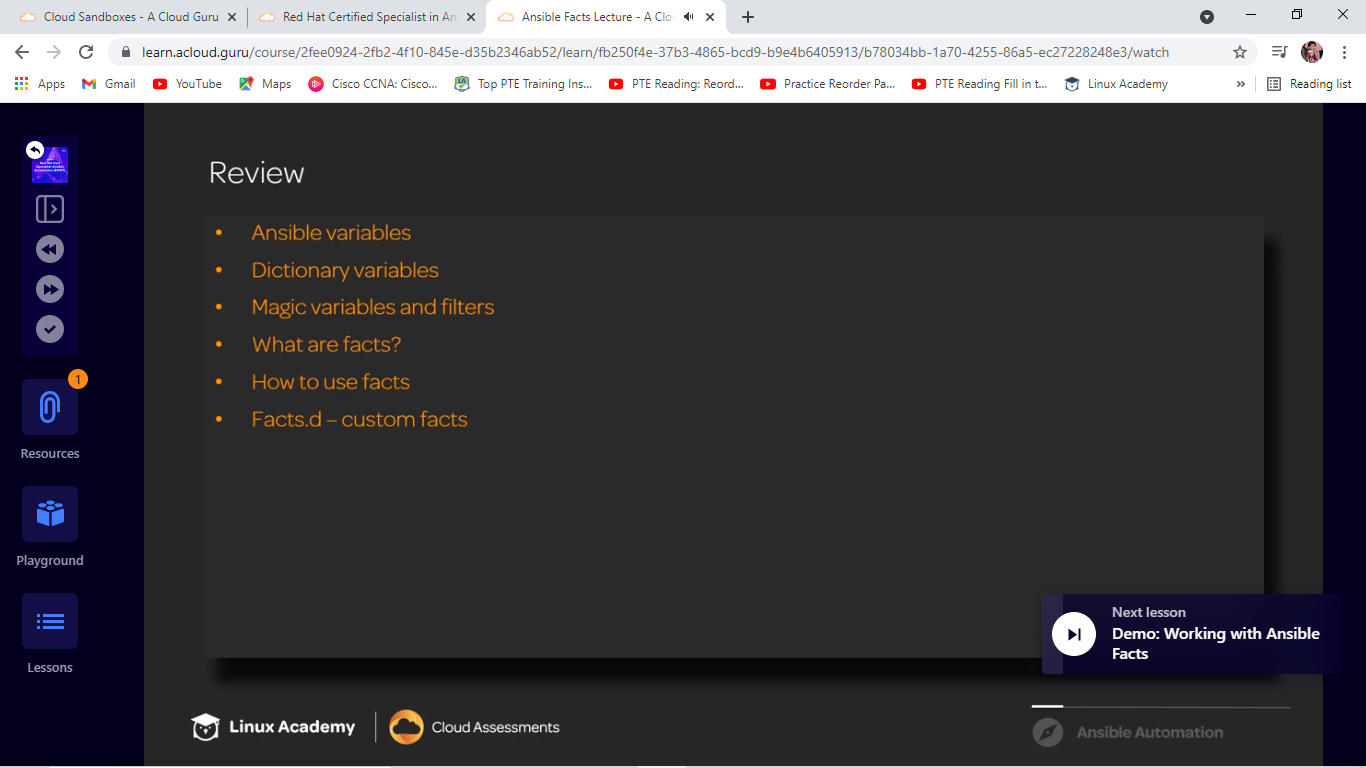 Cloud Sandboxes - A Cloud Guru
Red Hat Certified Specialist in An
Ansible Facts Lecture - A Clo
learn.acloud.guru/course/2fee0924-2fb2-4f10-845e-d35b2346ab52/learn/fb250f4e-37b3-4865-bcd9-b9e4b6405913/b78034bb-1a70-4255-86a5-ec27228248e3/watch
Apps Gmail YouTube Maps Cisco CCNA: Cisco... Top PTE Training Ins... PTE Reading: Reord... Practice Reorder Pa... PTE Reading Fill in t... Linux Academy » Reading list
Review
• Ansible variables
• Dictionary variables
• Magic variables and filters
• What are facts?
• How to use facts
• Facts.d – custom facts
1
Resources
Playground
Lessons
Next lesson
Demo: Working with Ansible
Facts
Linux Academy
Cloud Assessments
Ansible Automation